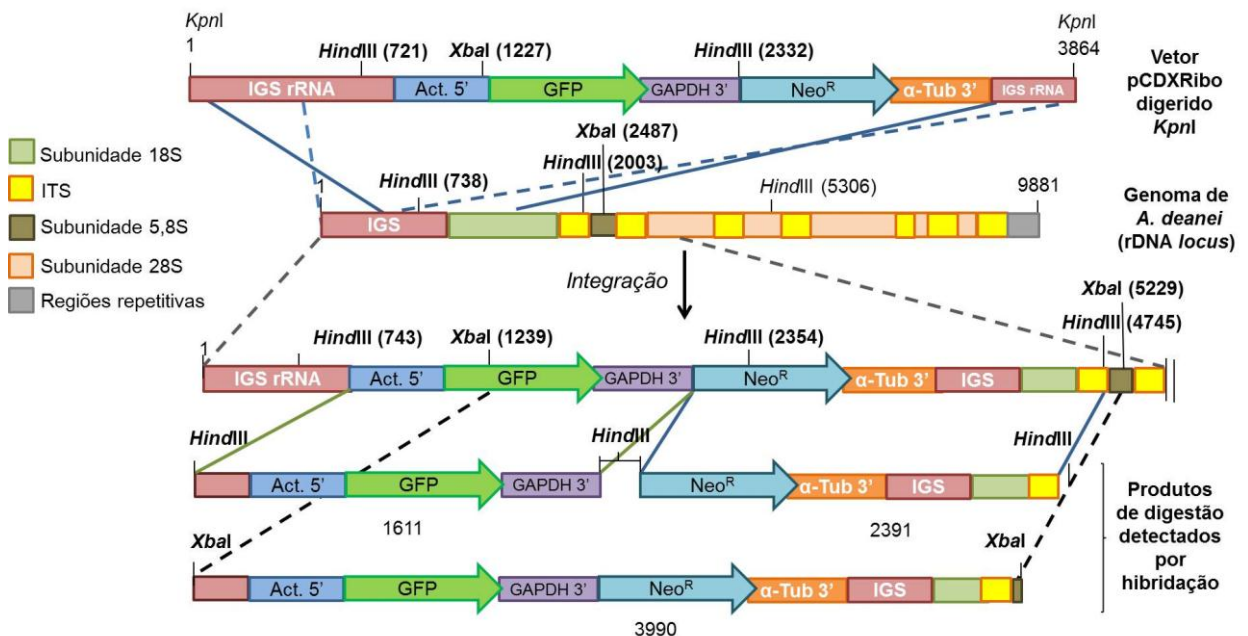 KpnI
1
HindIII (721)
XbaI (1227)
HindIII (2332)
KpnI
3864
IGS rRNA
Act. 5’
GFP
GAPDH 3’
Neo^R
α-Tub 3’
IGS rRNA
Vetor
pCDXRibo
digerido
KpnI
Subunidade 18S
ITS
Subunidade 5,8S
Subunidade 28S
Regiões repetitivas
1
HindIII (738)
HindIII (2003)
XbaI (2487)
HindIII (5306)
9881
IGS
Genoma de
A. deanei
(rDNA locus)
Integração
1
HindIII (743)
XbaI (1239)
HindIII (2354)
HindIII (4745)
XbaI (5229)
IGS rRNA
Act. 5’
GFP
GAPDH 3’
Neo^R
α-Tub 3’
IGS
HindIII
HindIII
HindIII
Act. 5’
GFP
GAPDH 3’
Neo^R
α-Tub 3’
IGS
1611
2391
XbaI
XbaI
Act. 5’
GFP
GAPDH 3’
Neo^R
α-Tub 3’
IGS
3990
Produtos
de digestão
detectados
por
hibridação